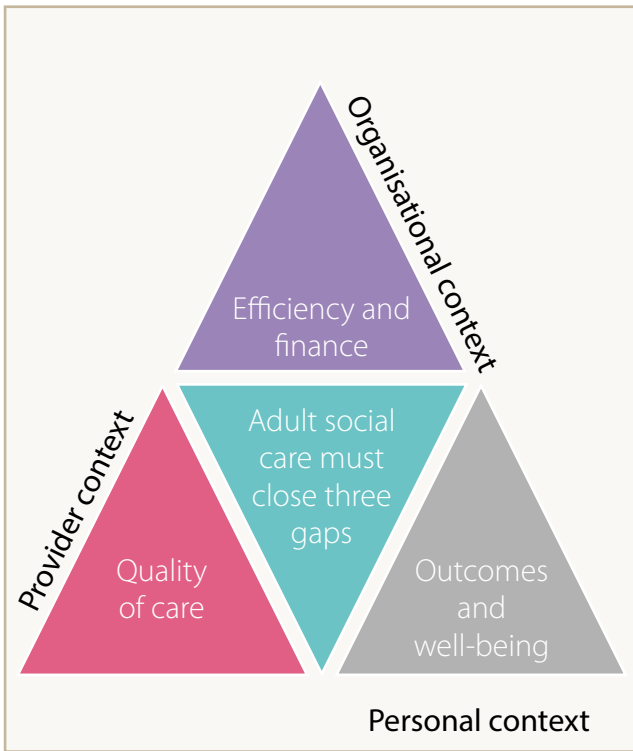 Organisational context
Efficiency and
finance
Provider context
Adult social
care must
close three
gaps
Quality
of care
Outcomes
and
well-being
Personal context